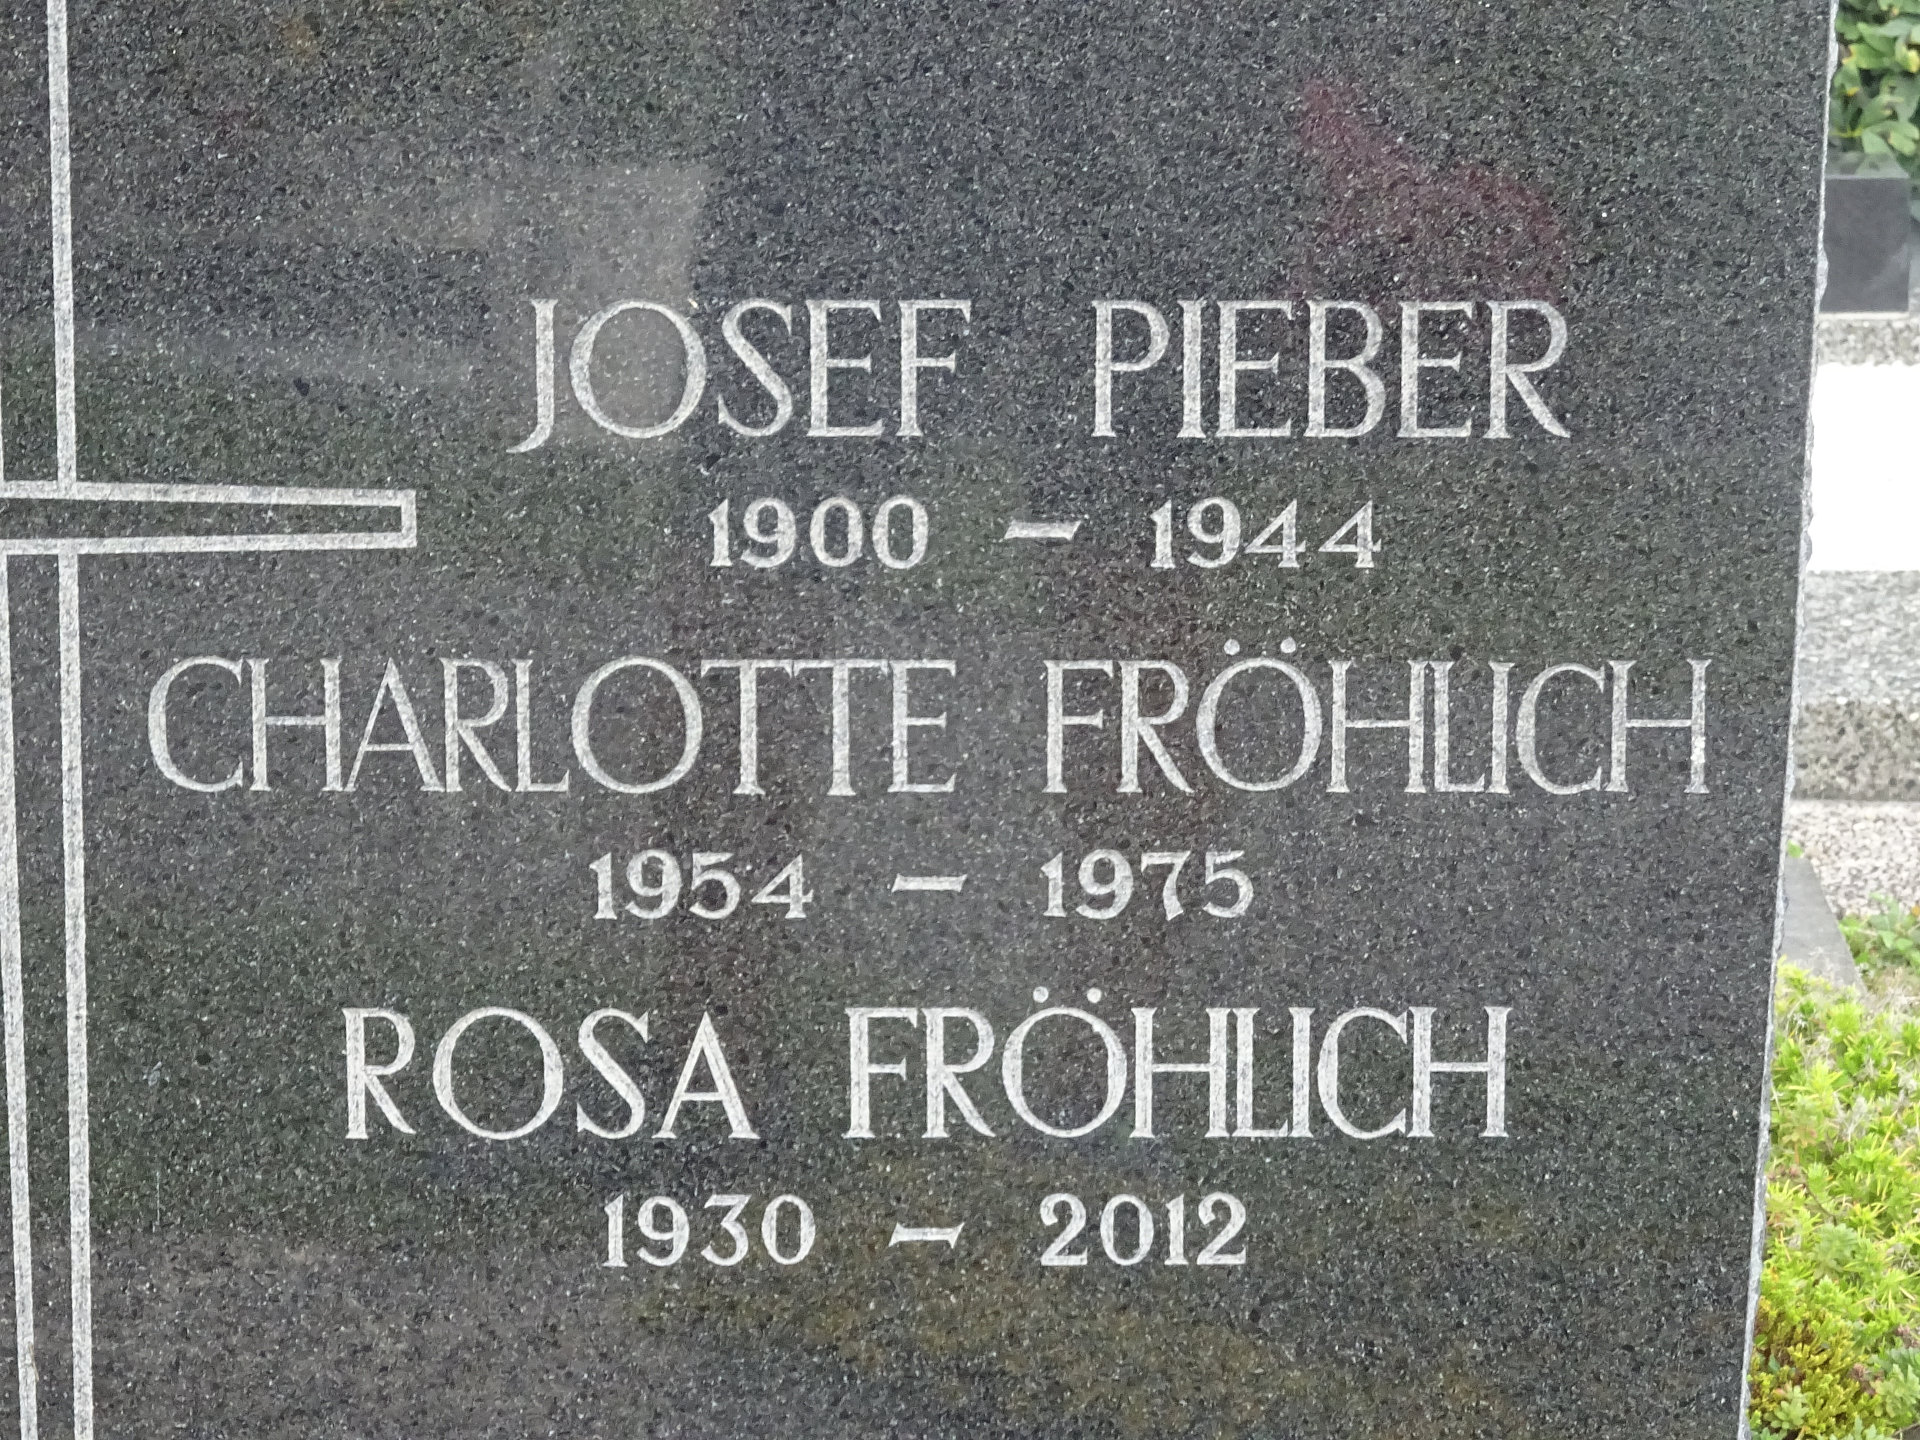 JOSEF PIEBER
1900 – 1944
CHARLOTTE FRÖHLICH
1954 – 1975
ROSA FRÖHLICH
1930 – 2012